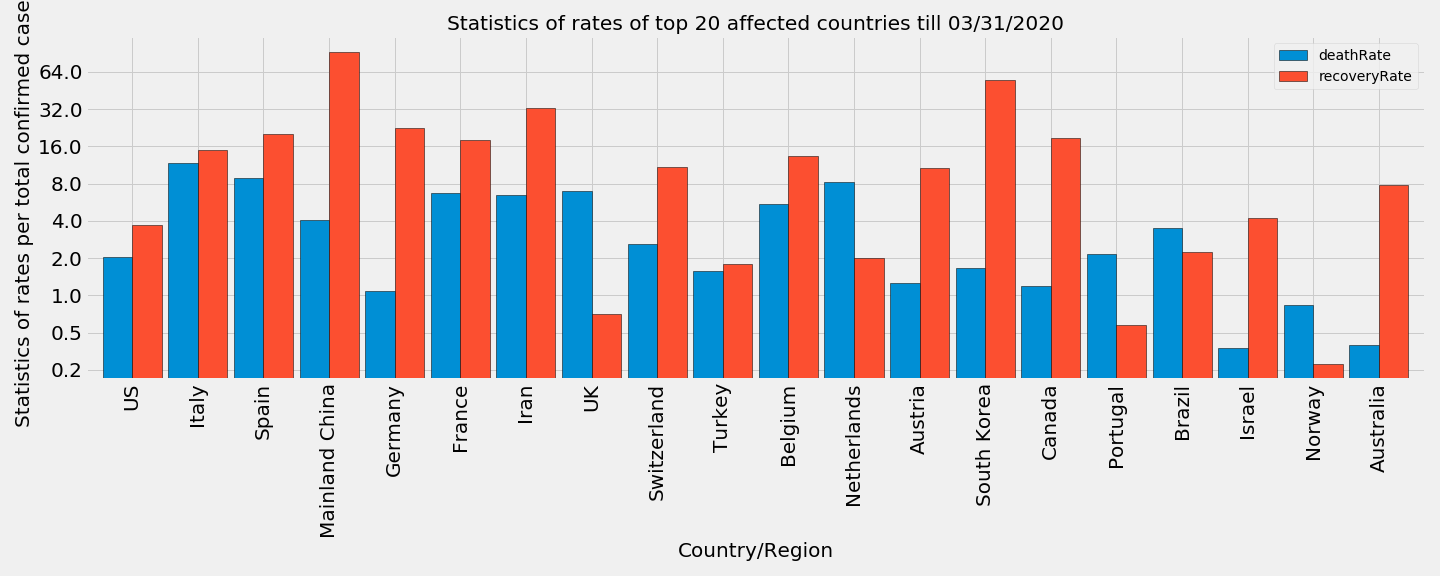 Statistics of rates of top 20 affected countries till 03/31/2020
Statistics of rates per total confirmed case
64.0
32.0
16.0
8.0
4.0
2.0
1.0
0.5
0.2
deathRate
recoveryRate
US
Italy
Spain
Mainland China
Germany
France
Iran
UK
Switzerland
Turkey
Belgium
Netherlands
Austria
South Korea
Canada
Portugal
Brazil
Israel
Norway
Australia
Country/Region